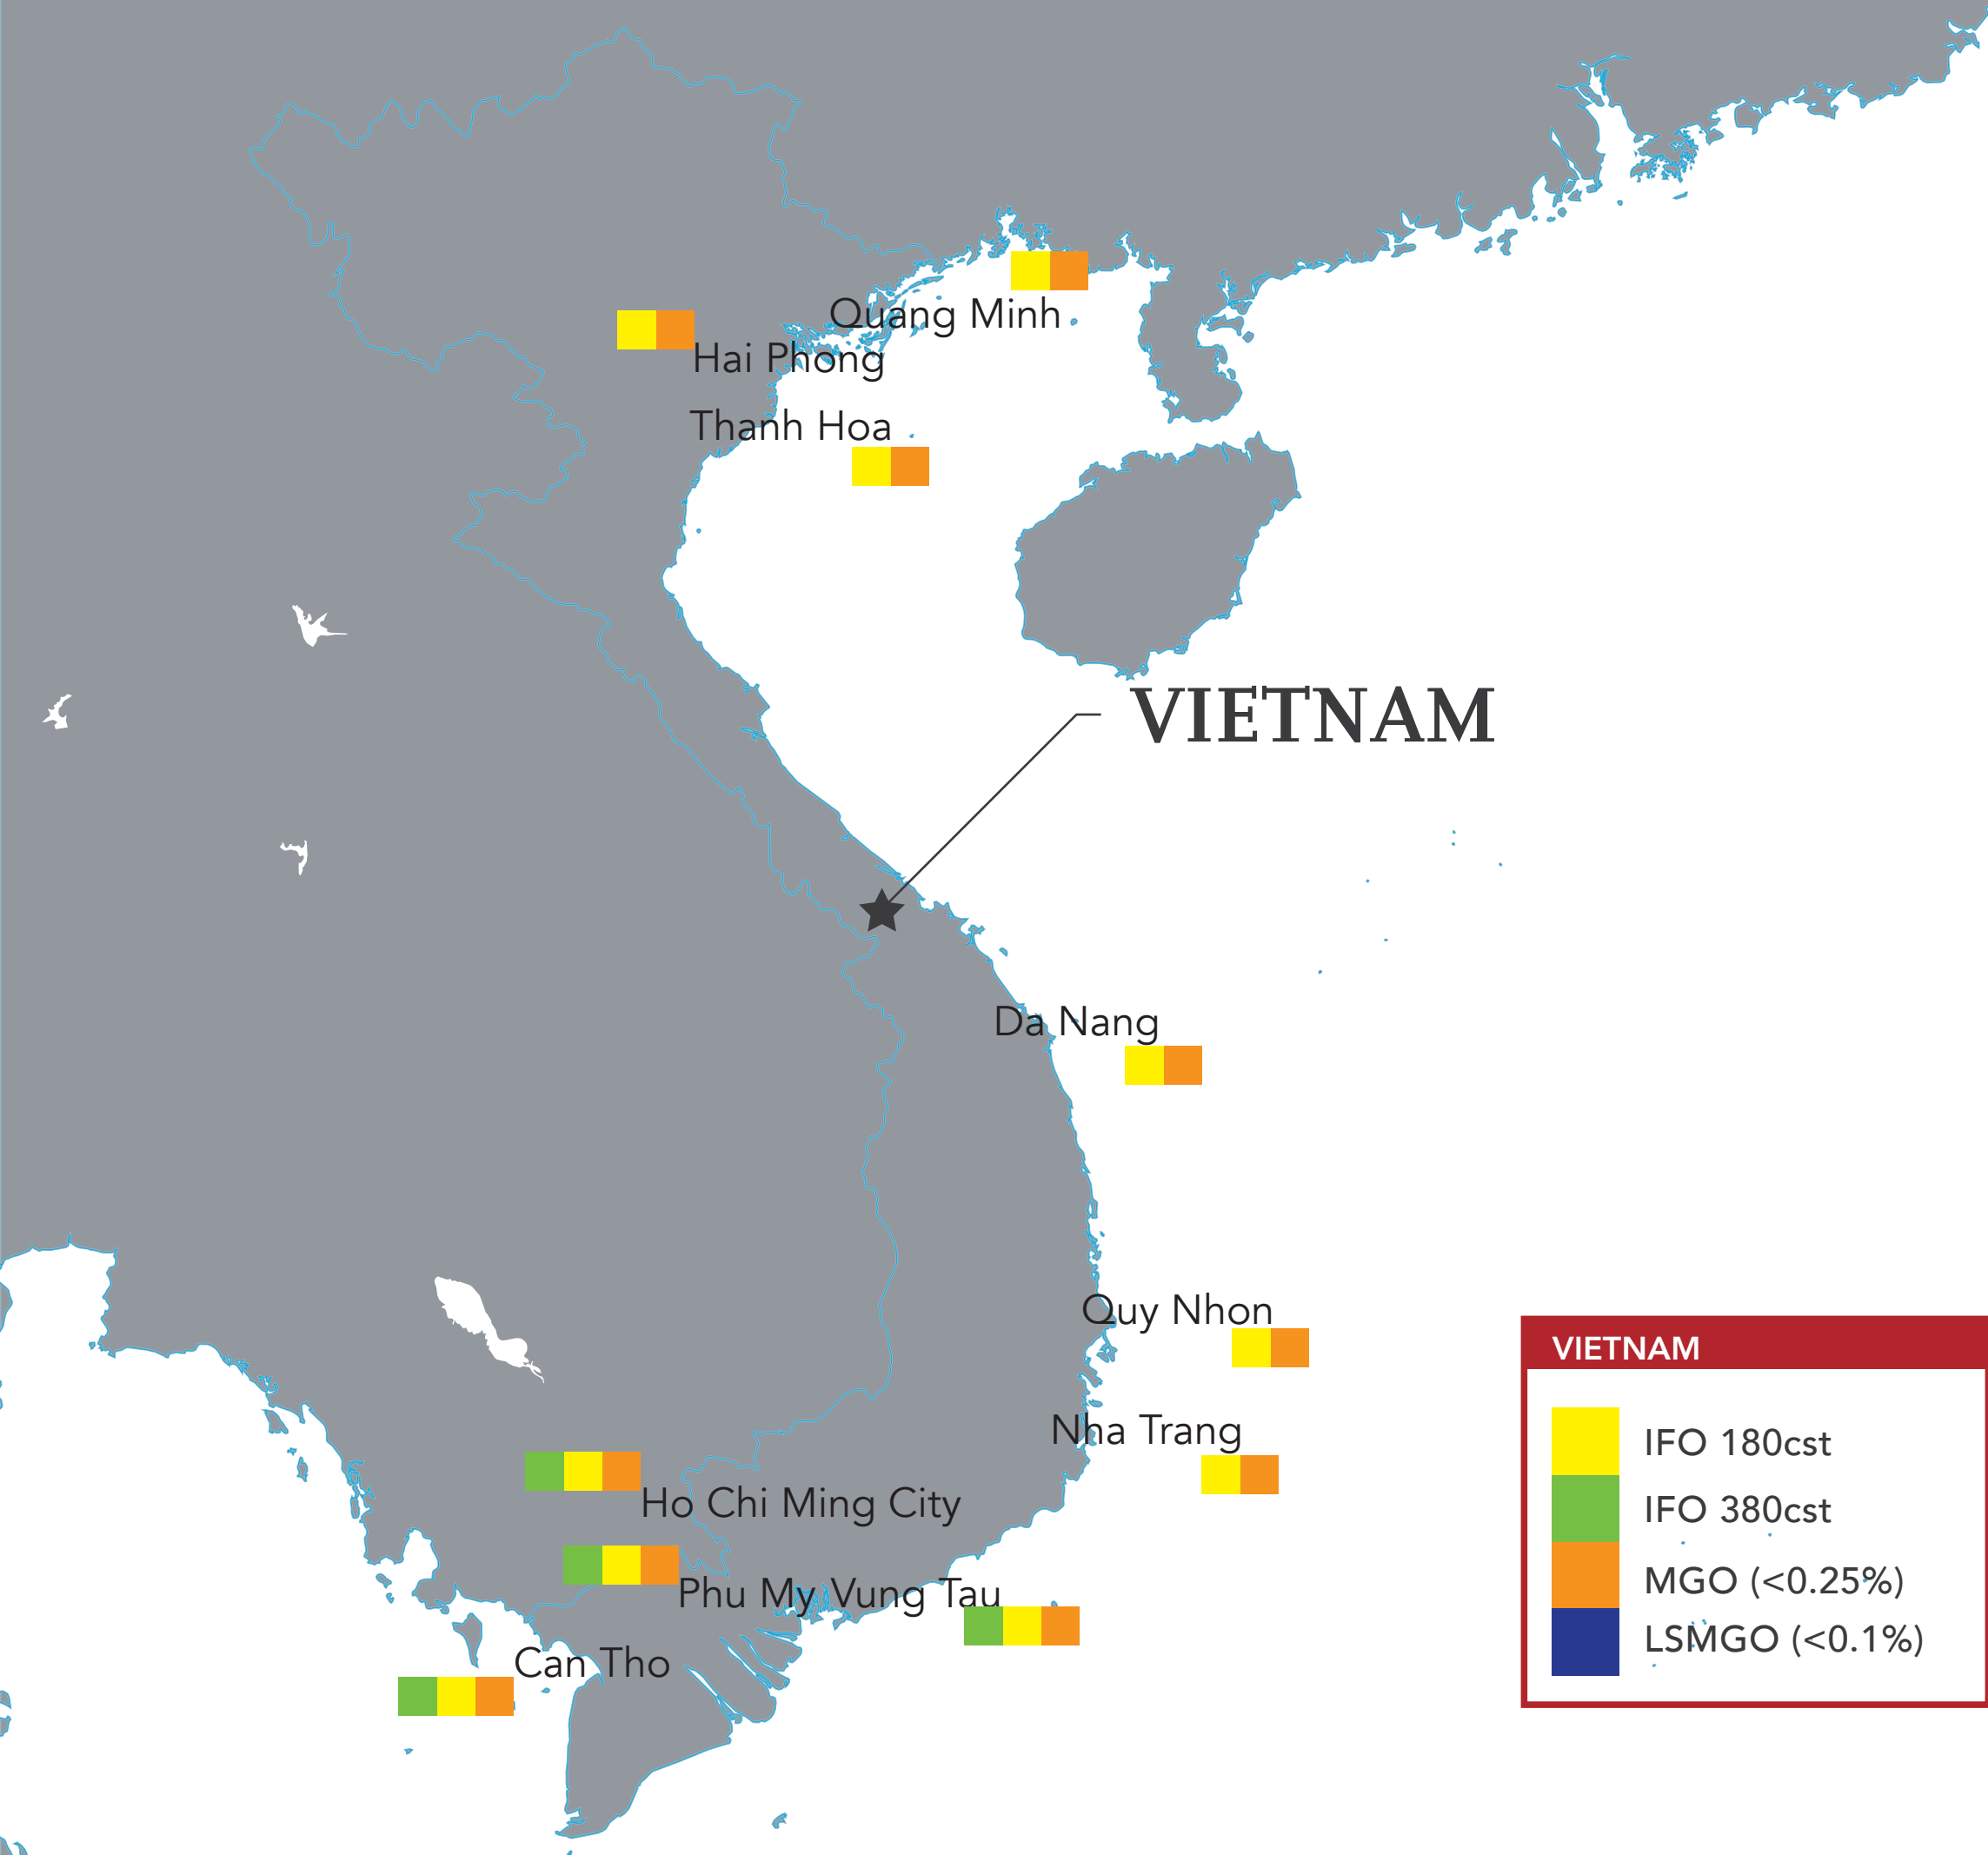 Quang Minh
Hai Phong
Thanh Hoa
VIETNAM
Da Nang
Quy Nhon
Nha Trang
Ho Chi Ming City
Phu My Vung Tau
Can Tho
VIETNAM
IFO 180cst
IFO 380cst
MGO (<0.25%)
LSMGO (<0.1%)